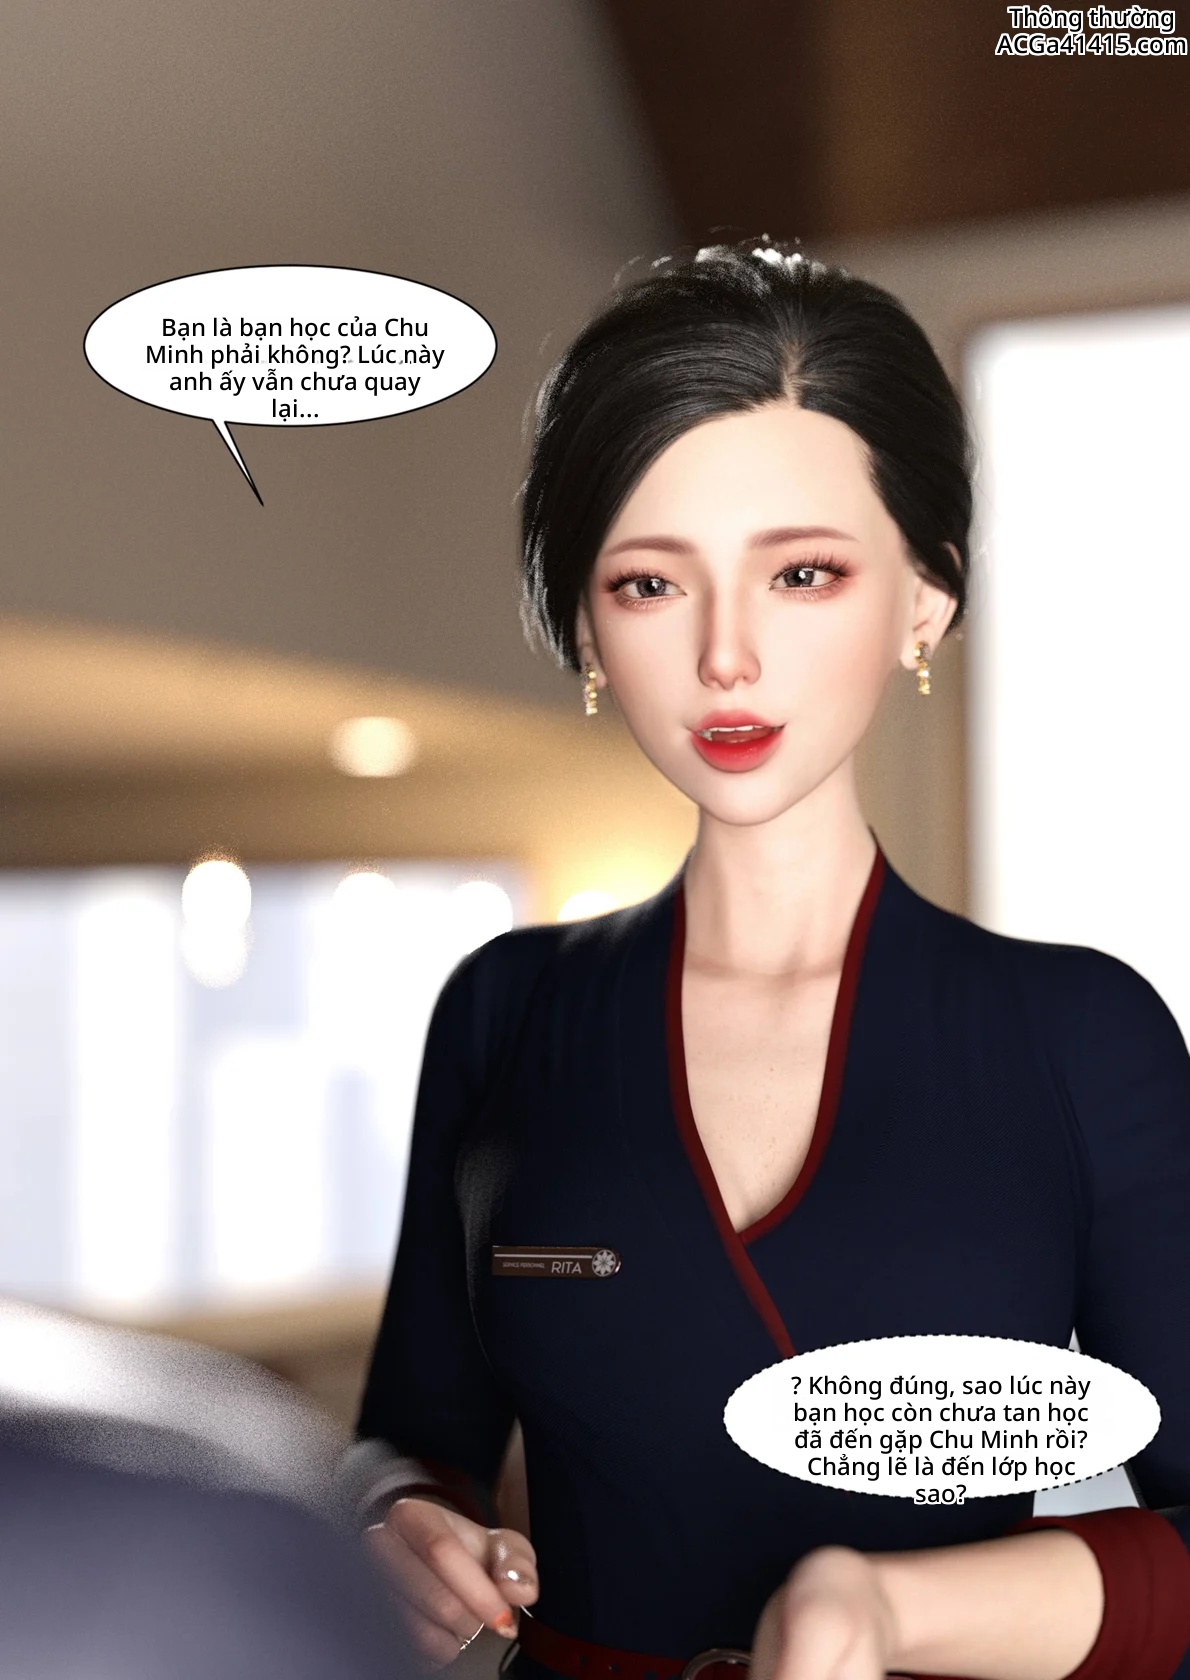 Thông thường
ACGa41415.com
Bạn là bạn học của Chu
Minh phải không? Lúc này
anh ấy vẫn chưa quay
lại...
SERVICE PERSONNEL RITA
? Không đúng, sao lúc này
bạn học còn chưa tan học
đã đến gặp Chu Minh rồi?
Chẳng lẽ là đến lớp học
sao?